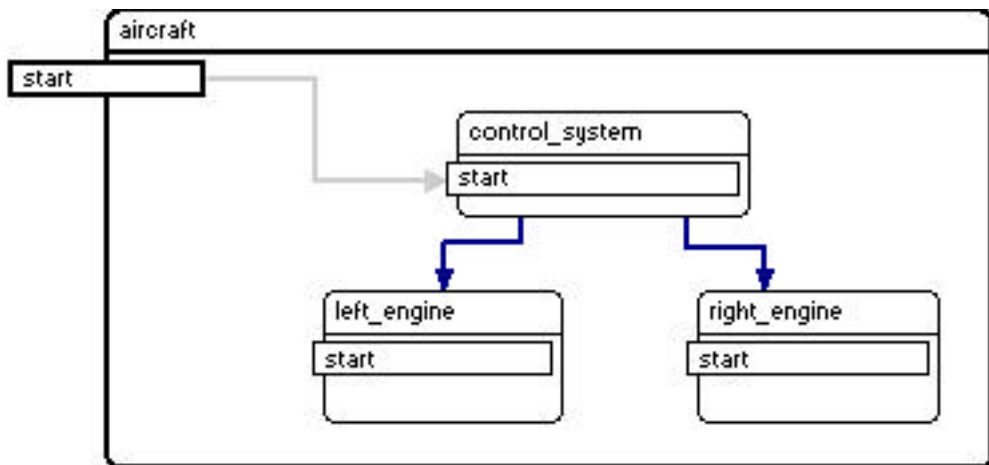 aircraft
start
control_system
start
left_engine
start
right_engine
start